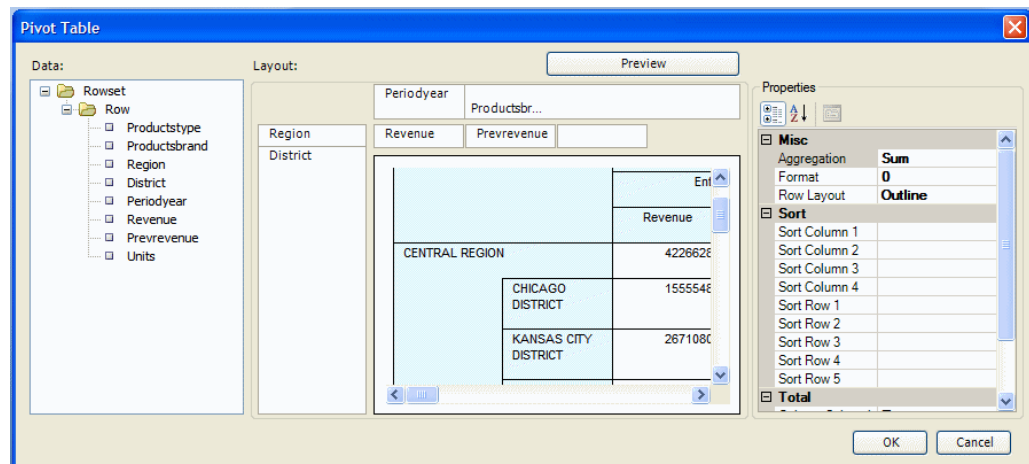 Pivot Table
Data:
Layout:
Preview
Rowset
Row
Productstype
Productsbrand
Region
District
Periodyear
Revenue
Prevrevenue
Units
Periodyear
Productsbr...
Region
District
Revenue
Prevrevenue
Revenue
CENTRAL REGION
4226628
CHICAGO
DISTRICT
1555548
KANSAS CITY
DISTRICT
2671080
Properties
Misc
Aggregation Sum
Format 0
Row Layout Outline
Sort
Sort Column 1
Sort Column 2
Sort Column 3
Sort Column 4
Sort Row 1
Sort Row 2
Sort Row 3
Sort Row 4
Sort Row 5
Total
OK
Cancel